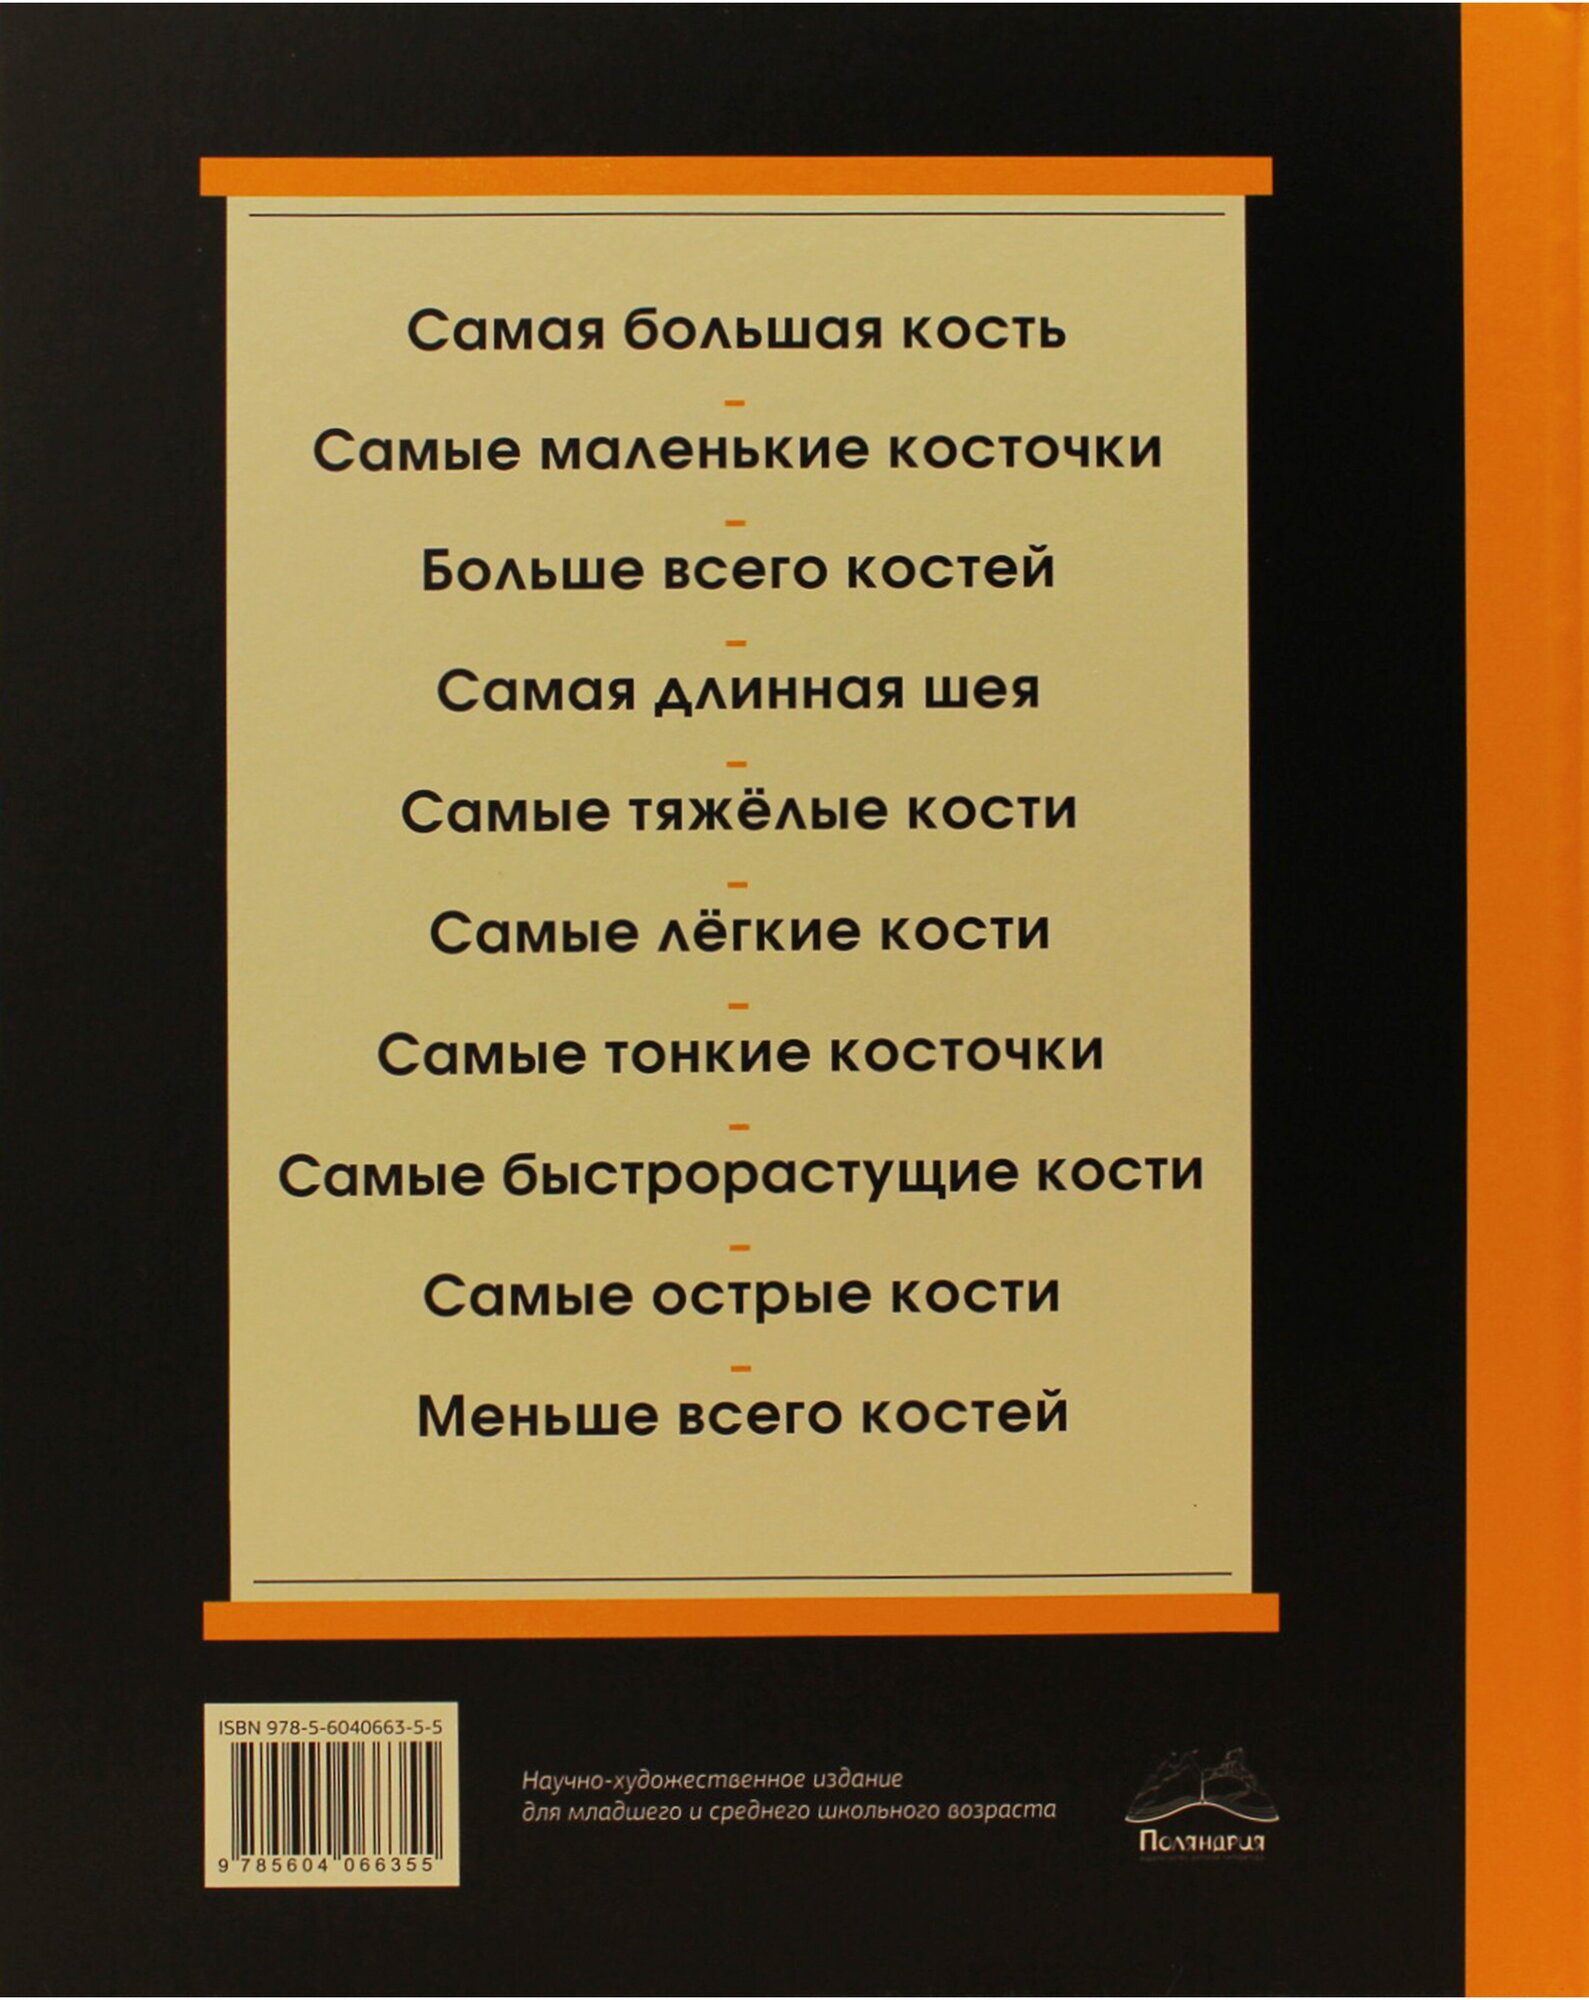 Самая большая кость
–
Самые маленькие косточки
–
Больше всего костей
–
Самая длинная шея
–
Самые тяжёлые кости
–
Самые лёгкие кости
–
Самые тонкие косточки
–
Самые быстрорастущие кости
–
Самые острые кости
–
Меньше всего костей
ISBN 978-5-6040663-5-5
9 785604 066355
Научно-художественное издание
для младшего и среднего школьного возраста
Поляндрия